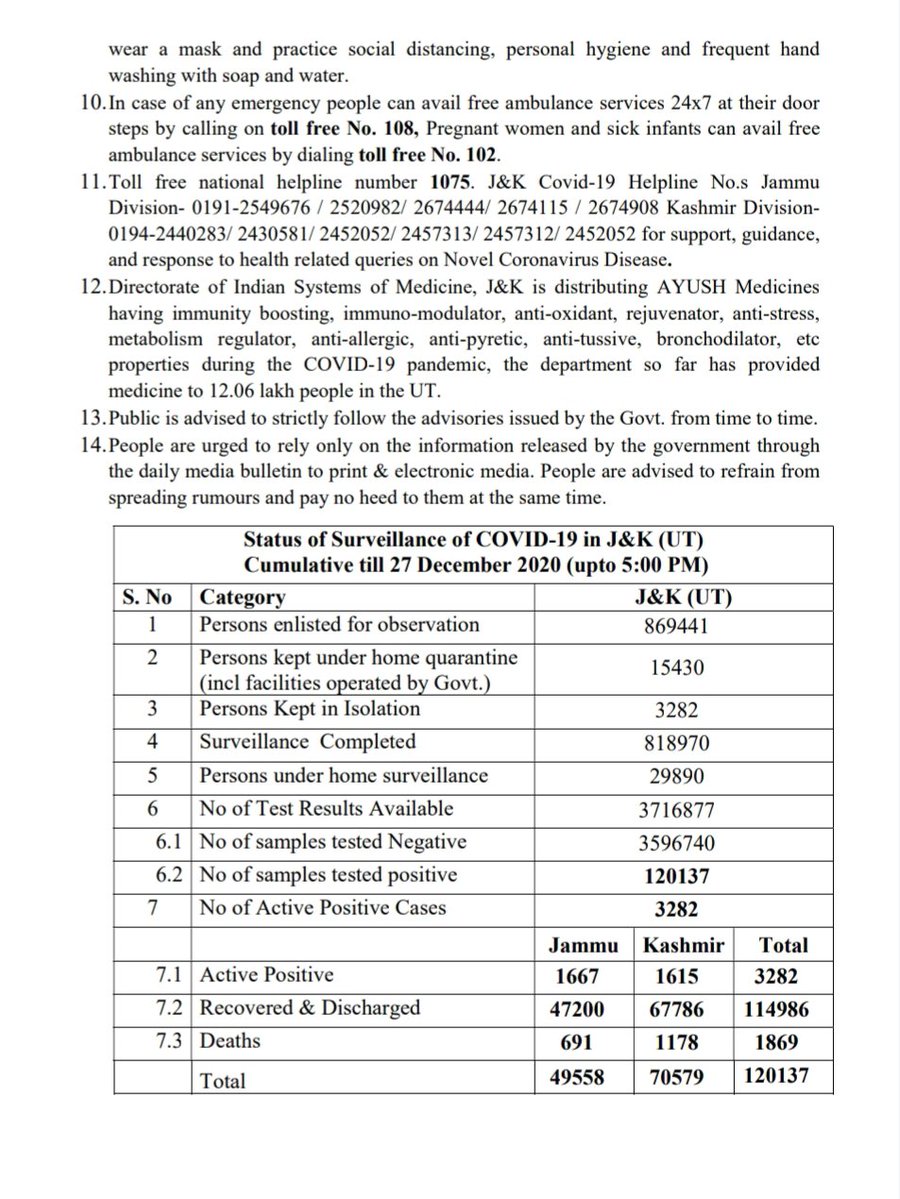 wear a mask and practice social distancing, personal hygiene and frequent hand
washing with soap and water.
10.In case of any emergency people can avail free ambulance services 24x7 at their door
steps by calling on toll free No. 108, Pregnant women and sick infants can avail free
ambulance services by dialing toll free No. 102.
11.Toll free national helpline number 1075. J&K Covid-19 Helpline No.s Jammu
Division- 0191-2549676 / 2520982/ 2674444/ 2674115 / 2674908 Kashmir Division-
0194-2440283/ 2430581/ 2452052/ 2457313/ 2457312/ 2452052 for support, guidance,
and response to health related queries on Novel Coronavirus Disease.
12.Directorate of Indian Systems of Medicine, J&K is distributing AYUSH Medicines
having immunity boosting, immuno-modulator, anti-oxidant, rejuvenator, anti-stress,
metabolism regulator, anti-allergic, anti-pyretic, anti-tussive, bronchodilator, etc
properties during the COVID-19 pandemic, the department so far has provided
medicine to 12.06 lakh people in the UT.
13.Public is advised to strictly follow the advisories issued by the Govt. from time to time.
14.People are urged to rely only on the information released by the government through
the daily media bulletin to print & electronic media. People are advised to refrain from
spreading rumours and pay no heed to them at the same time.
Status of Surveillance of COVID-19 in J&K (UT)
Cumulative till 27 December 2020 (upto 5:00 PM)
S. No Category J&K (UT)
1 Persons enlisted for observation 869441
2 Persons kept under home quarantine
(incl facilities operated by Govt.) 15430
3 Persons Kept in Isolation 3282
4 Surveillance Completed 818970
5 Persons under home surveillance 29890
6 No of Test Results Available 3716877
6.1 No of samples tested Negative 3596740
6.2 No of samples tested positive 120137
7 No of Active Positive Cases 3282
Jammu Kashmir Total
7.1 Active Positive 1667 1615 3282
7.2 Recovered & Discharged 47200 67786 114986
7.3 Deaths 691 1178 1869
Total 49558 70579 120137